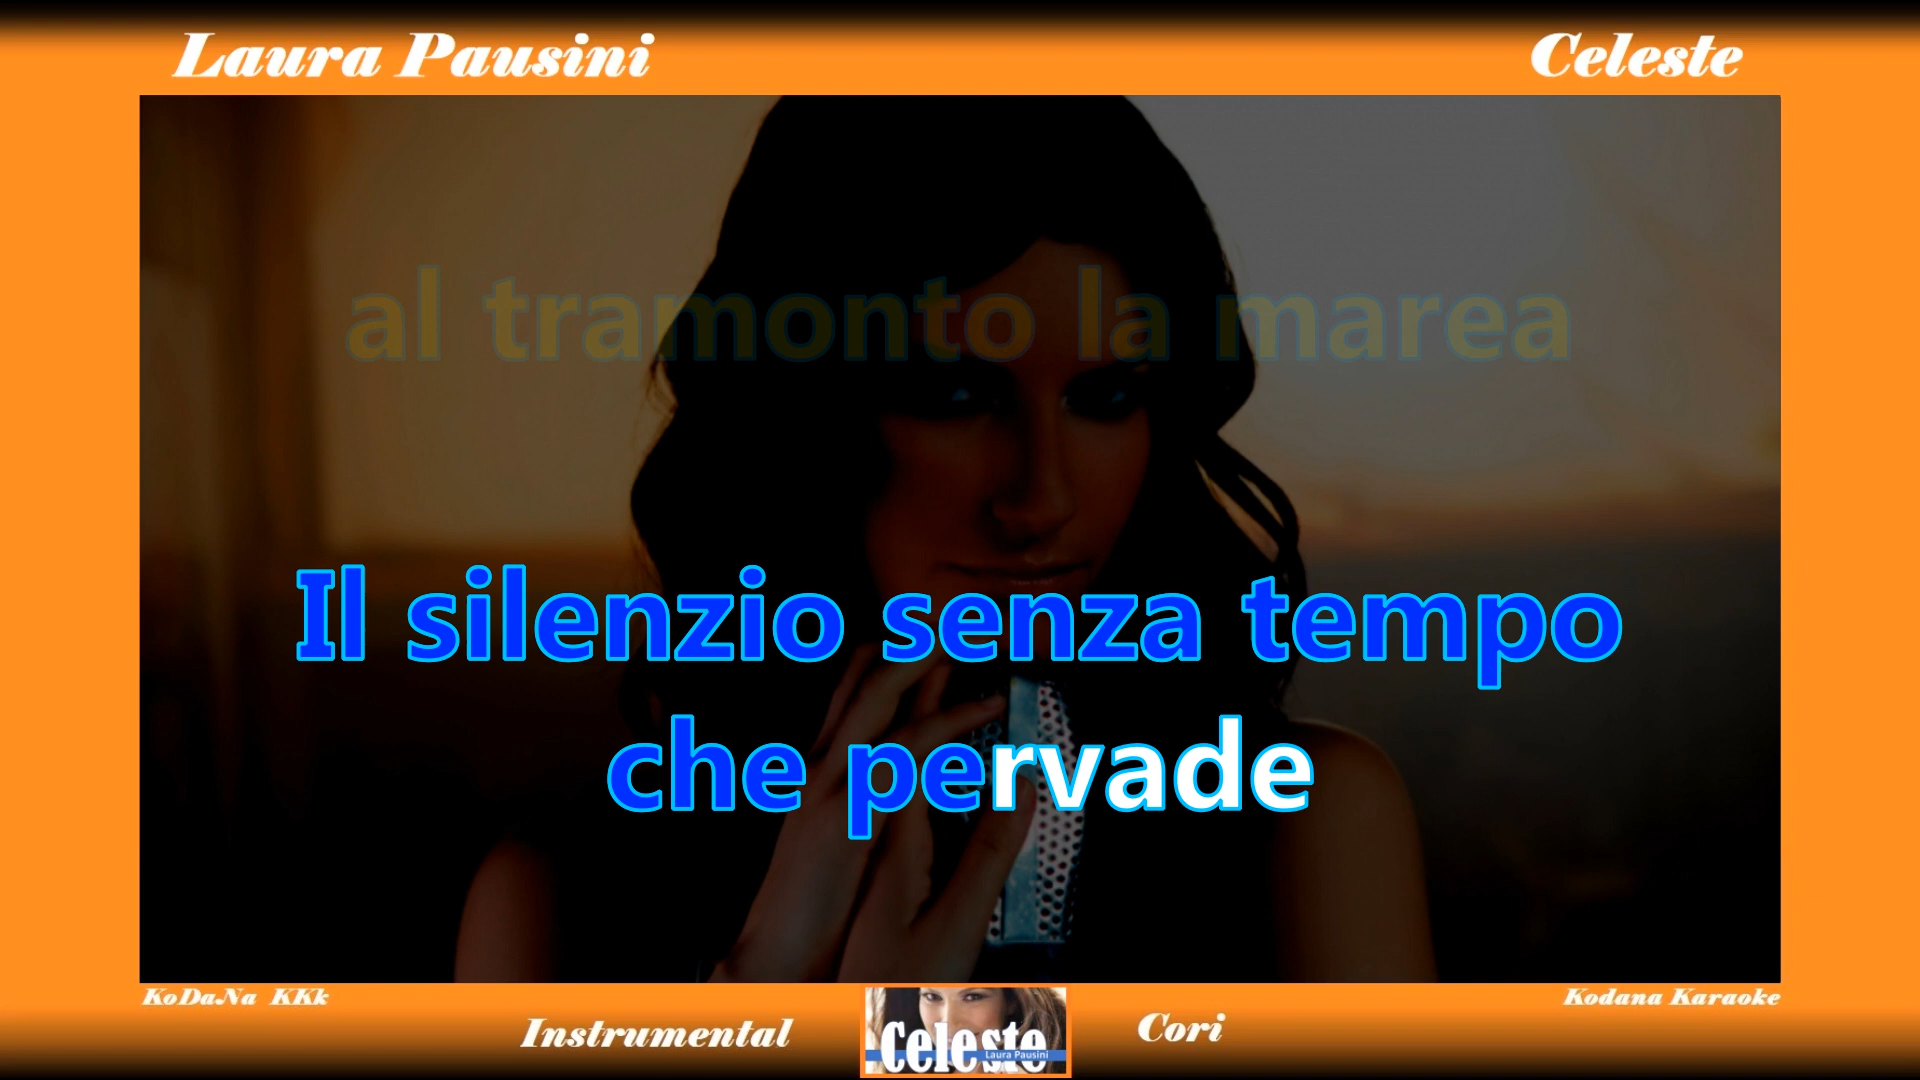 Laura Pausini
Celeste
al tramonto la marea
Il silenzio senza tempo
che pervade
KoDaNa KKk
Kodana Karaoke
Instrumental
Celeste
Laura Pausini
Cori